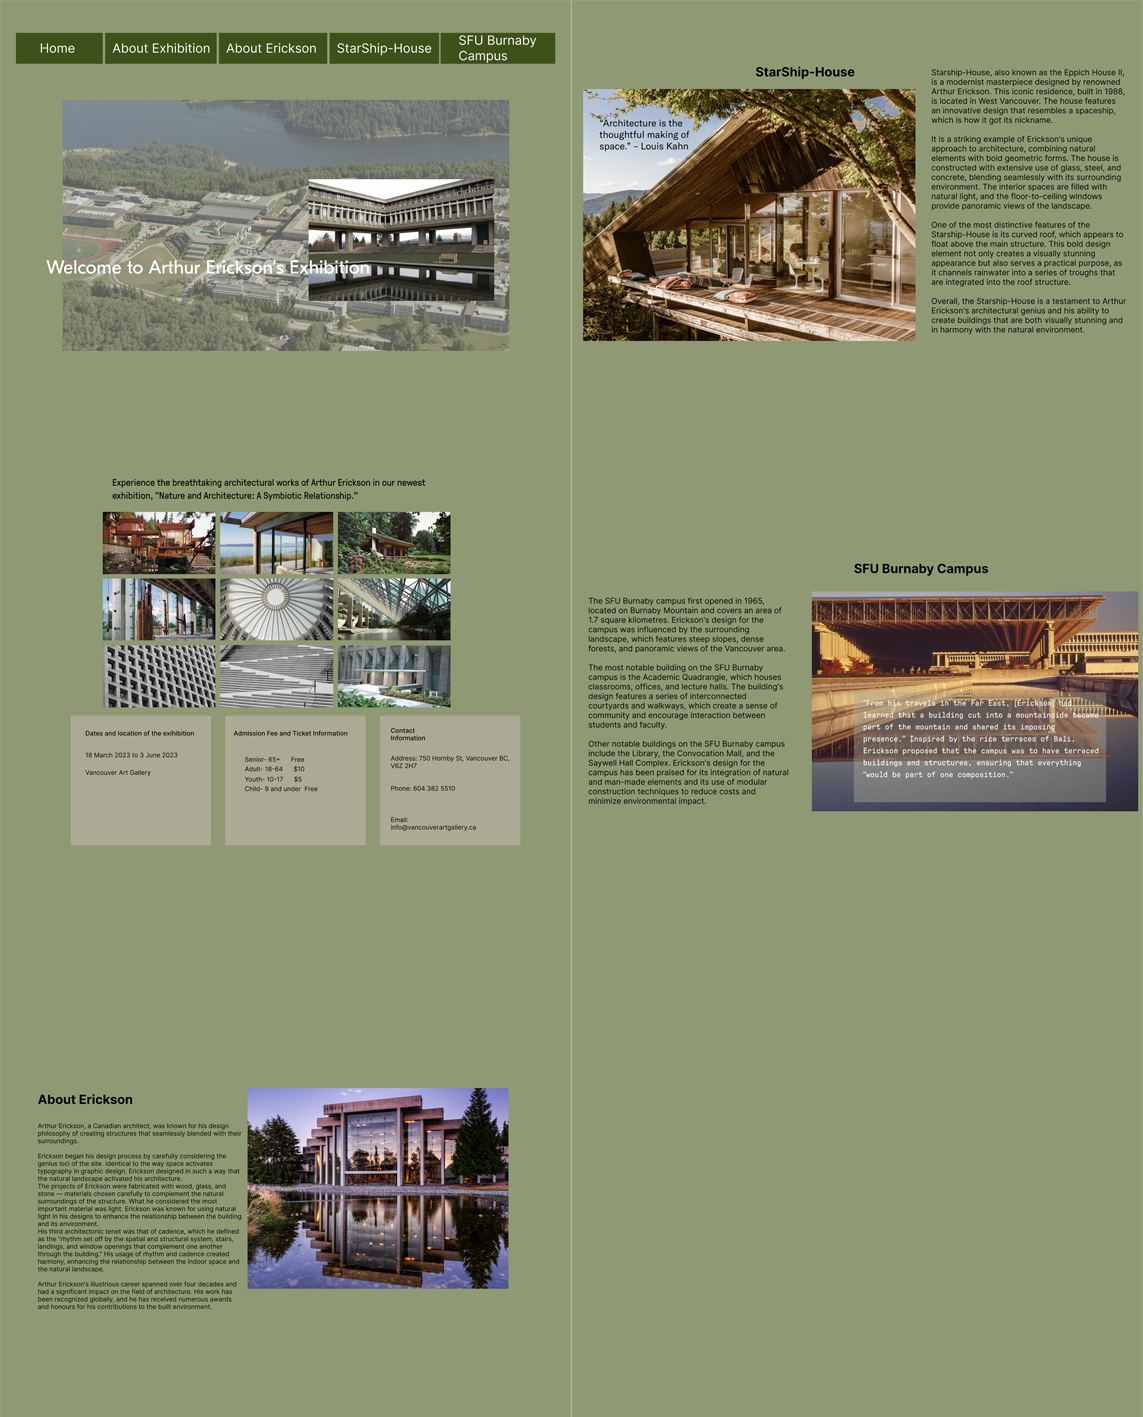 Home
About Exhibition
About Erickson
StarShip-House
SFU Burnaby
Campus
Welcome to Arthur Erickson's Exhibition
Experience the breathtaking architectural works of Arthur Erickson in our newest
exhibition, "Nature and Architecture: A Symbiotic Relationship."
Dates and location of the exhibition
18 March 2023 to 3 June 2023
Vancouver Art Gallery
Admission Fee and Ticket Information
Senior- 65+ Free
Adult- 18-64 $10
Youth- 10-17 $5
Child- 9 and under Free
Contact
Information
Address: 750 Hornby St, Vancouver BC,
V6Z 2H7
Phone: 604 382 5510
Email:
info@vancouverartgallery.ca
About Erickson
Arthur Erickson, a Canadian architect, was known for his design
philosophy of creating structures that seamlessly blended with their
surroundings.
Erickson began his design process by carefully considering the
genius loci of the site. Identical to the way space activates
typography in graphic design, Erickson designed in such a way that
the natural landscape activated his architecture.
The projects of Erickson were fabricated with wood, glass, and
stone — materials chosen carefully to complement the natural
surroundings of the structure. What he considered the most
important material was light. Erickson was known for using natural
light in his designs to enhance the relationship between the building
and its environment.
His third architectonic tenet was that of cadence, which he defined
as the "rhythm set off by the spatial and structural system, stairs,
landings, and window openings that complement one another
through the building." His usage of rhythm and cadence created
harmony, enhancing the relationship between the indoor space and
the natural landscape.
Arthur Erickson's illustrious career spanned over four decades and
had a significant impact on the field of architecture. His work has
been recognized globally, and he has received numerous awards
and honours for his contributions to the built environment.
StarShip-House
"Architecture is the
thoughtful making of
space." – Louis Kahn
Starship-House, also known as the Eppich House II,
is a modernist masterpiece designed by renowned
Arthur Erickson. This iconic residence, built in 1988,
is located in West Vancouver. The house features
an innovative design that resembles a spaceship,
which is how it got its nickname.
It is a striking example of Erickson's unique
approach to architecture, combining natural
elements with bold geometric forms. The house is
constructed with extensive use of glass, steel, and
concrete, blending seamlessly with its surrounding
environment. The interior spaces are filled with
natural light, and the floor-to-ceiling windows
provide panoramic views of the landscape.
One of the most distinctive features of the
Starship-House is its curved roof, which appears to
float above the main structure. This bold design
element not only creates a visually stunning
appearance but also serves a practical purpose, as
it channels rainwater into a series of troughs that
are integrated into the roof structure.
Overall, the Starship-House is a testament to Arthur
Erickson's architectural genius and his ability to
create buildings that are both visually stunning and
in harmony with the natural environment.
SFU Burnaby Campus
The SFU Burnaby campus first opened in 1965,
located on Burnaby Mountain and covers an area of
1.7 square kilometres. Erickson's design for the
campus was influenced by the surrounding
landscape, which features steep slopes, dense
forests, and panoramic views of the Vancouver area.
The most notable building on the SFU Burnaby
campus is the Academic Quadrangle, which houses
classrooms, offices, and lecture halls. The building's
design features a series of interconnected
courtyards and walkways, which create a sense of
community and encourage interaction between
students and faculty.
Other notable buildings on the SFU Burnaby campus
include the Library, the Convocation Mall, and the
Saywell Hall Complex. Erickson's design for the
campus has been praised for its integration of natural
and man-made elements and its use of modular
construction techniques to reduce costs and
minimize environmental impact.
"From his travels in the Far East, [Erickson] had
learned that a building cut into a mountainside became
part of the mountain and shared its imposing
presence." Inspired by the rice terraces of Bali,
Erickson proposed that the campus was to have terraced
buildings and structures, ensuring that everything
"would be part of one composition."